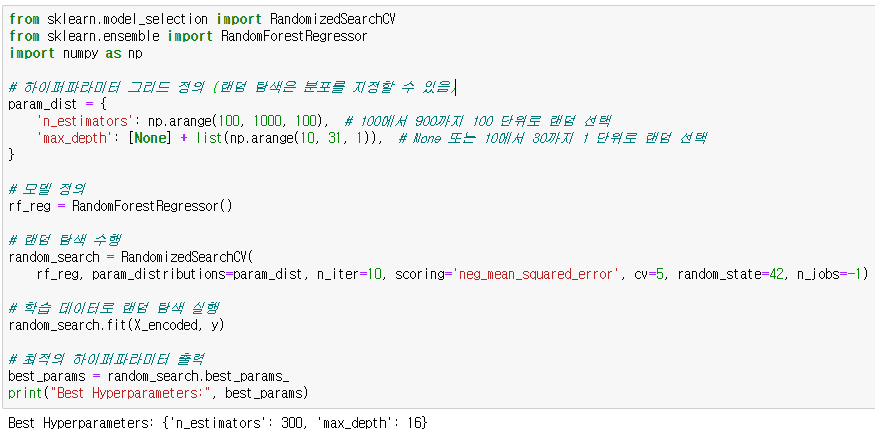 from sklearn.model_selection import RandomizedSearchCV
from sklearn.ensemble import RandomForestRegressor
import numpy as np
# 하이퍼파라미터 그리드 정의 (랜덤 탐색은 분포를 지정할 수 있음)
param_dist = {
    'n_estimators': np.arange(100, 1000, 100),  # 100에서 900까지 100 단위로 랜덤 선택
    'max_depth': [None] + list(np.arange(10, 31, 1)),  # None 또는 10에서 30까지 1 단위로 랜덤 선택
}
# 모델 정의
rf_reg = RandomForestRegressor()
# 랜덤 탐색 수행
random_search = RandomizedSearchCV(
    rf_reg, param_distributions=param_dist, n_iter=10, scoring='neg_mean_squared_error', cv=5, random_state=42, n_jobs=-1)
# 학습 데이터로 랜덤 탐색 실행
random_search.fit(X_encoded, y)
# 최적의 하이퍼파라미터 출력
best_params = random_search.best_params_
print("Best Hyperparameters:", best_params)
Best Hyperparameters: {'n_estimators': 300, 'max_depth': 16}